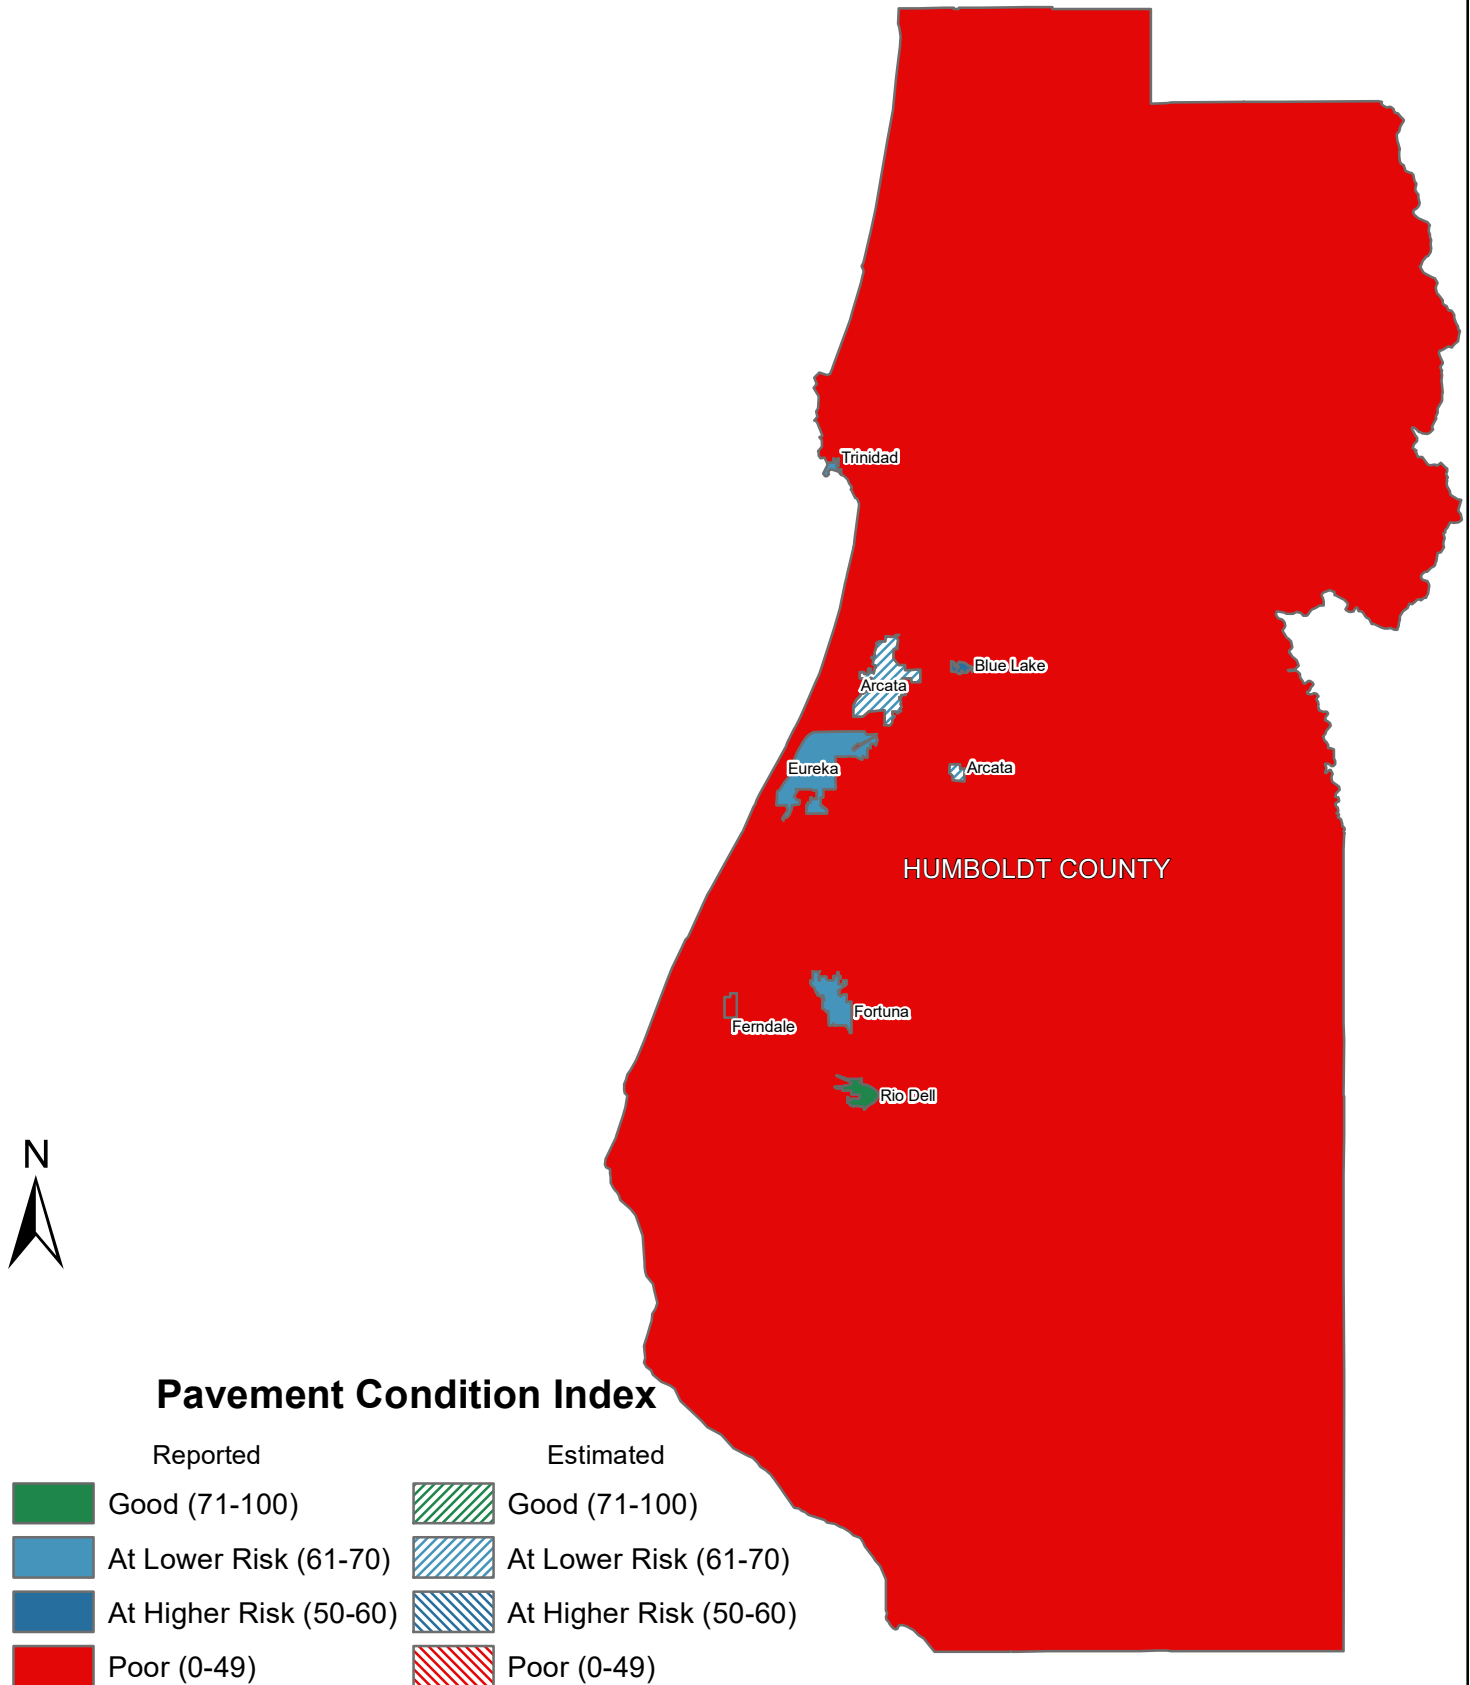 Trinidad
Blue Lake
Arcata
Eureka
Arcata
HUMBOLDT COUNTY
Fortuna
Ferndale
Rio Dell
N
Pavement Condition Index
Reported Estimated
Good (71-100) Good (71-100)
At Lower Risk (61-70) At Lower Risk (61-70)
At Higher Risk (50-60) At Higher Risk (50-60)
Poor (0-49) Poor (0-49)